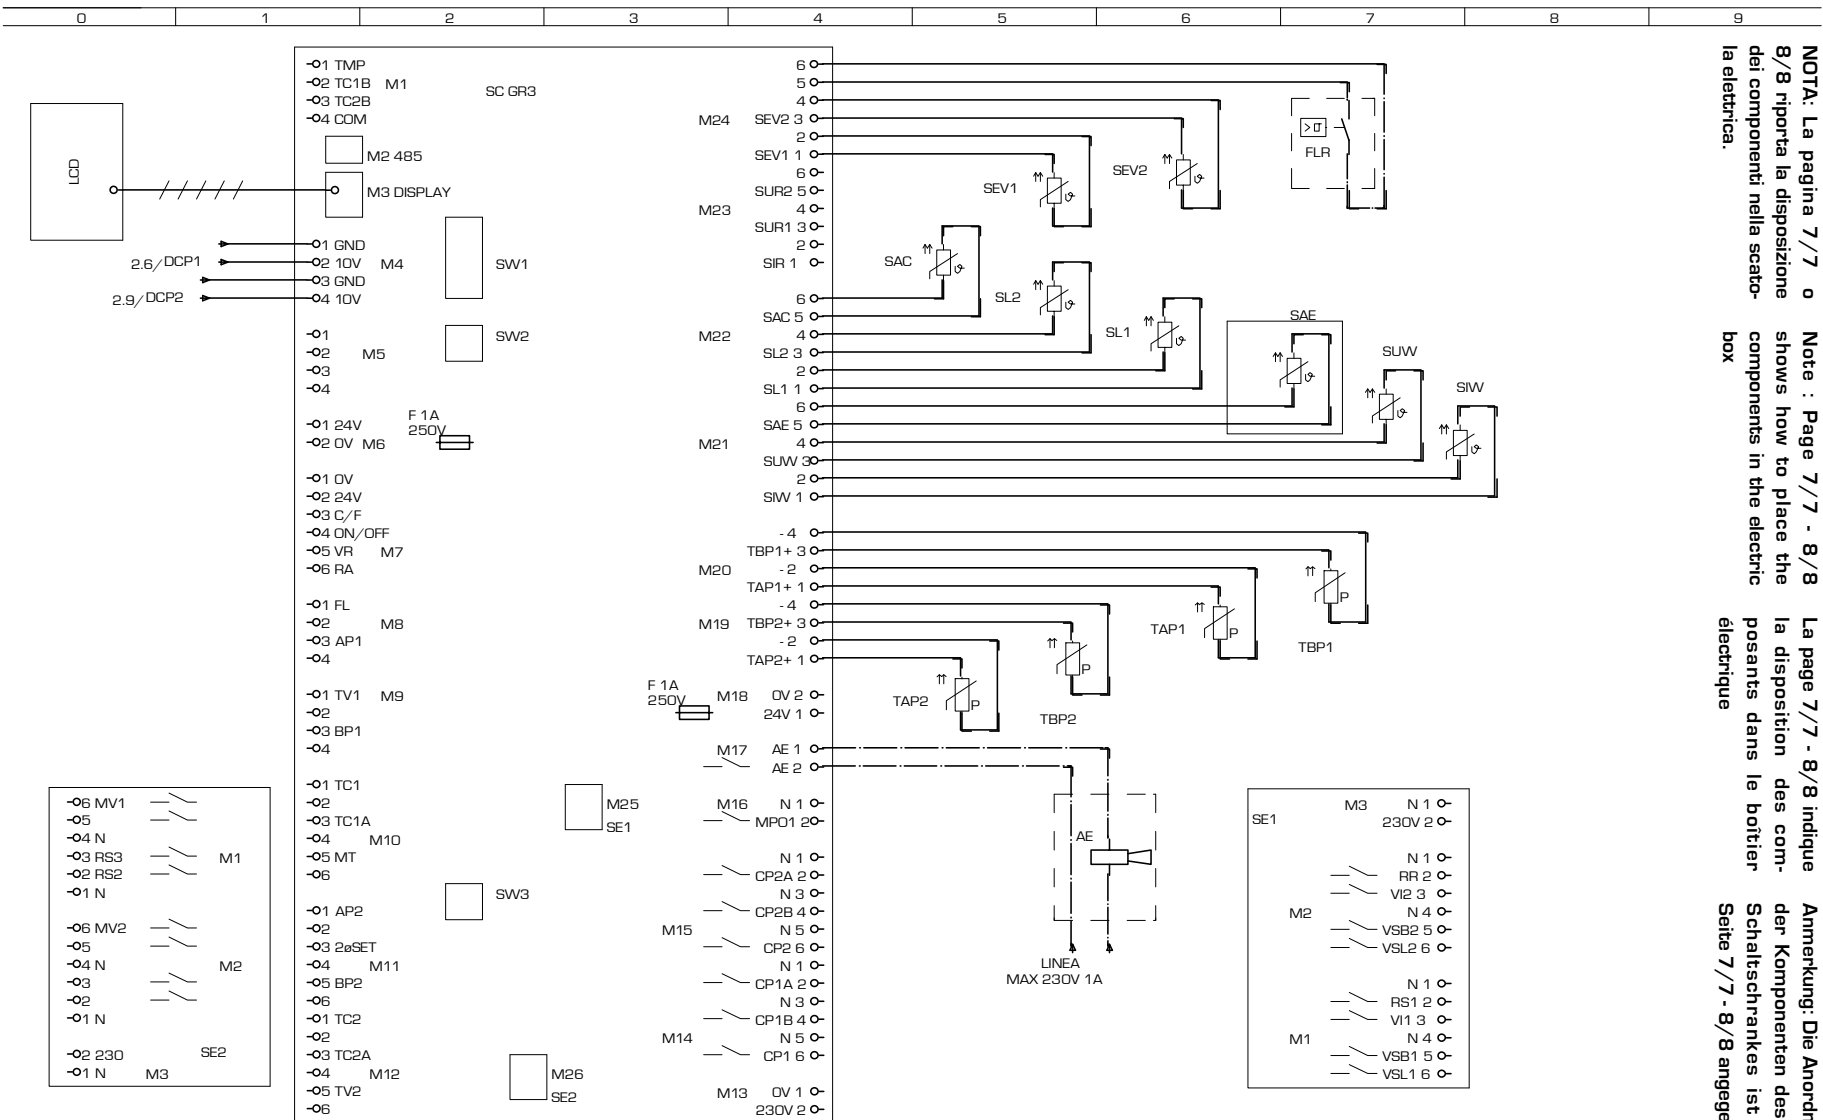 0 1 2 3 4 5 6 7 8 9
SC GR3
LCD
1 TMP
2 TC1B M1
3 TC2B
4 COM
M2 485
M3 DISPLAY
1 GND
2.6/DCP1
2 10V M4
3 GND
2.9/DCP2
4 10V
SW1
1
2 M5
3
4
SW2
1 24V
2 0V M6
F 1A
250V
1 0V
2 24V
3 C/F
4 ON/OFF
5 VR M7
6 RA
1 FL
2 M8
3 AP1
4
1 TV1 M9
2
3 BP1
4
1 TC1
2
3 TC1A
4 M10
5 MT
6
1 AP2
2
3 2øSET
4 M11
5 BP2
6
1 TC2
2
3 TC2A
4 M12
5 TV2
6
F 1A
250V
M25
SE1
SW3
M26
SE2
6
5
4
M24 SEV2 3
2
SEV1 1
6
SUR2 5
M23 4
SUR1 3
2
SIR 1
6
SAC 5
M22 4
SL2 3
2
SL1 1
6
SAE 5
M21 4
SUW 3
2
SIW 1
- 4
TBP1+ 3
M20 - 2
TAP1+ 1
- 4
M19 TBP2+ 3
- 2
TAP2+ 1
M18 0V 2
24V 1
M17 AE 1
AE 2
M16 N 1
MPO1 2
N 1
CP2A 2
N 3
CP2B 4
M15 N 5
CP2 6
N 1
CP1A 2
N 3
CP1B 4
M14 N 5
CP1 6
M13 0V 1
230V 2
FLR
SEV2
ϑ
SEV1
ϑ
SAC
ϑ
SL2
ϑ
SL1
ϑ
SAE
ϑ
SUW
ϑ
SIW
ϑ
P
TBP1
TAP1 P
P
TBP2
TAP2 P
AE
LINEA
MAX 230V 1A
6 MV1
5
4 N
3 RS3 M1
2 RS2
1 N
6 MV2
5
4 N M2
3
2
1 N
2 230 SE2
1 N M3
SE1
M3 N 1
230V 2
N 1
RR 2
VI2 3
M2 N 4
VSB2 5
VSL2 6
N 1
RS1 2
VI1 3
M1 N 4
VSB1 5
VSL1 6
NOTA: La pagina 7/7 o
8/8 riporta la disposizione
dei componenti nella scato-
la elettrica.
Note : Page 7/7 - 8/8
shows how to place the
components in the electric
box
La page 7/7 - 8/8 indique
la disposition des com-
posants dans le boîtier
électrique
Anmerkung: Die Anordn
der Komponenten des
Schaltschrankes ist
Seite 7/7 - 8/8 angege